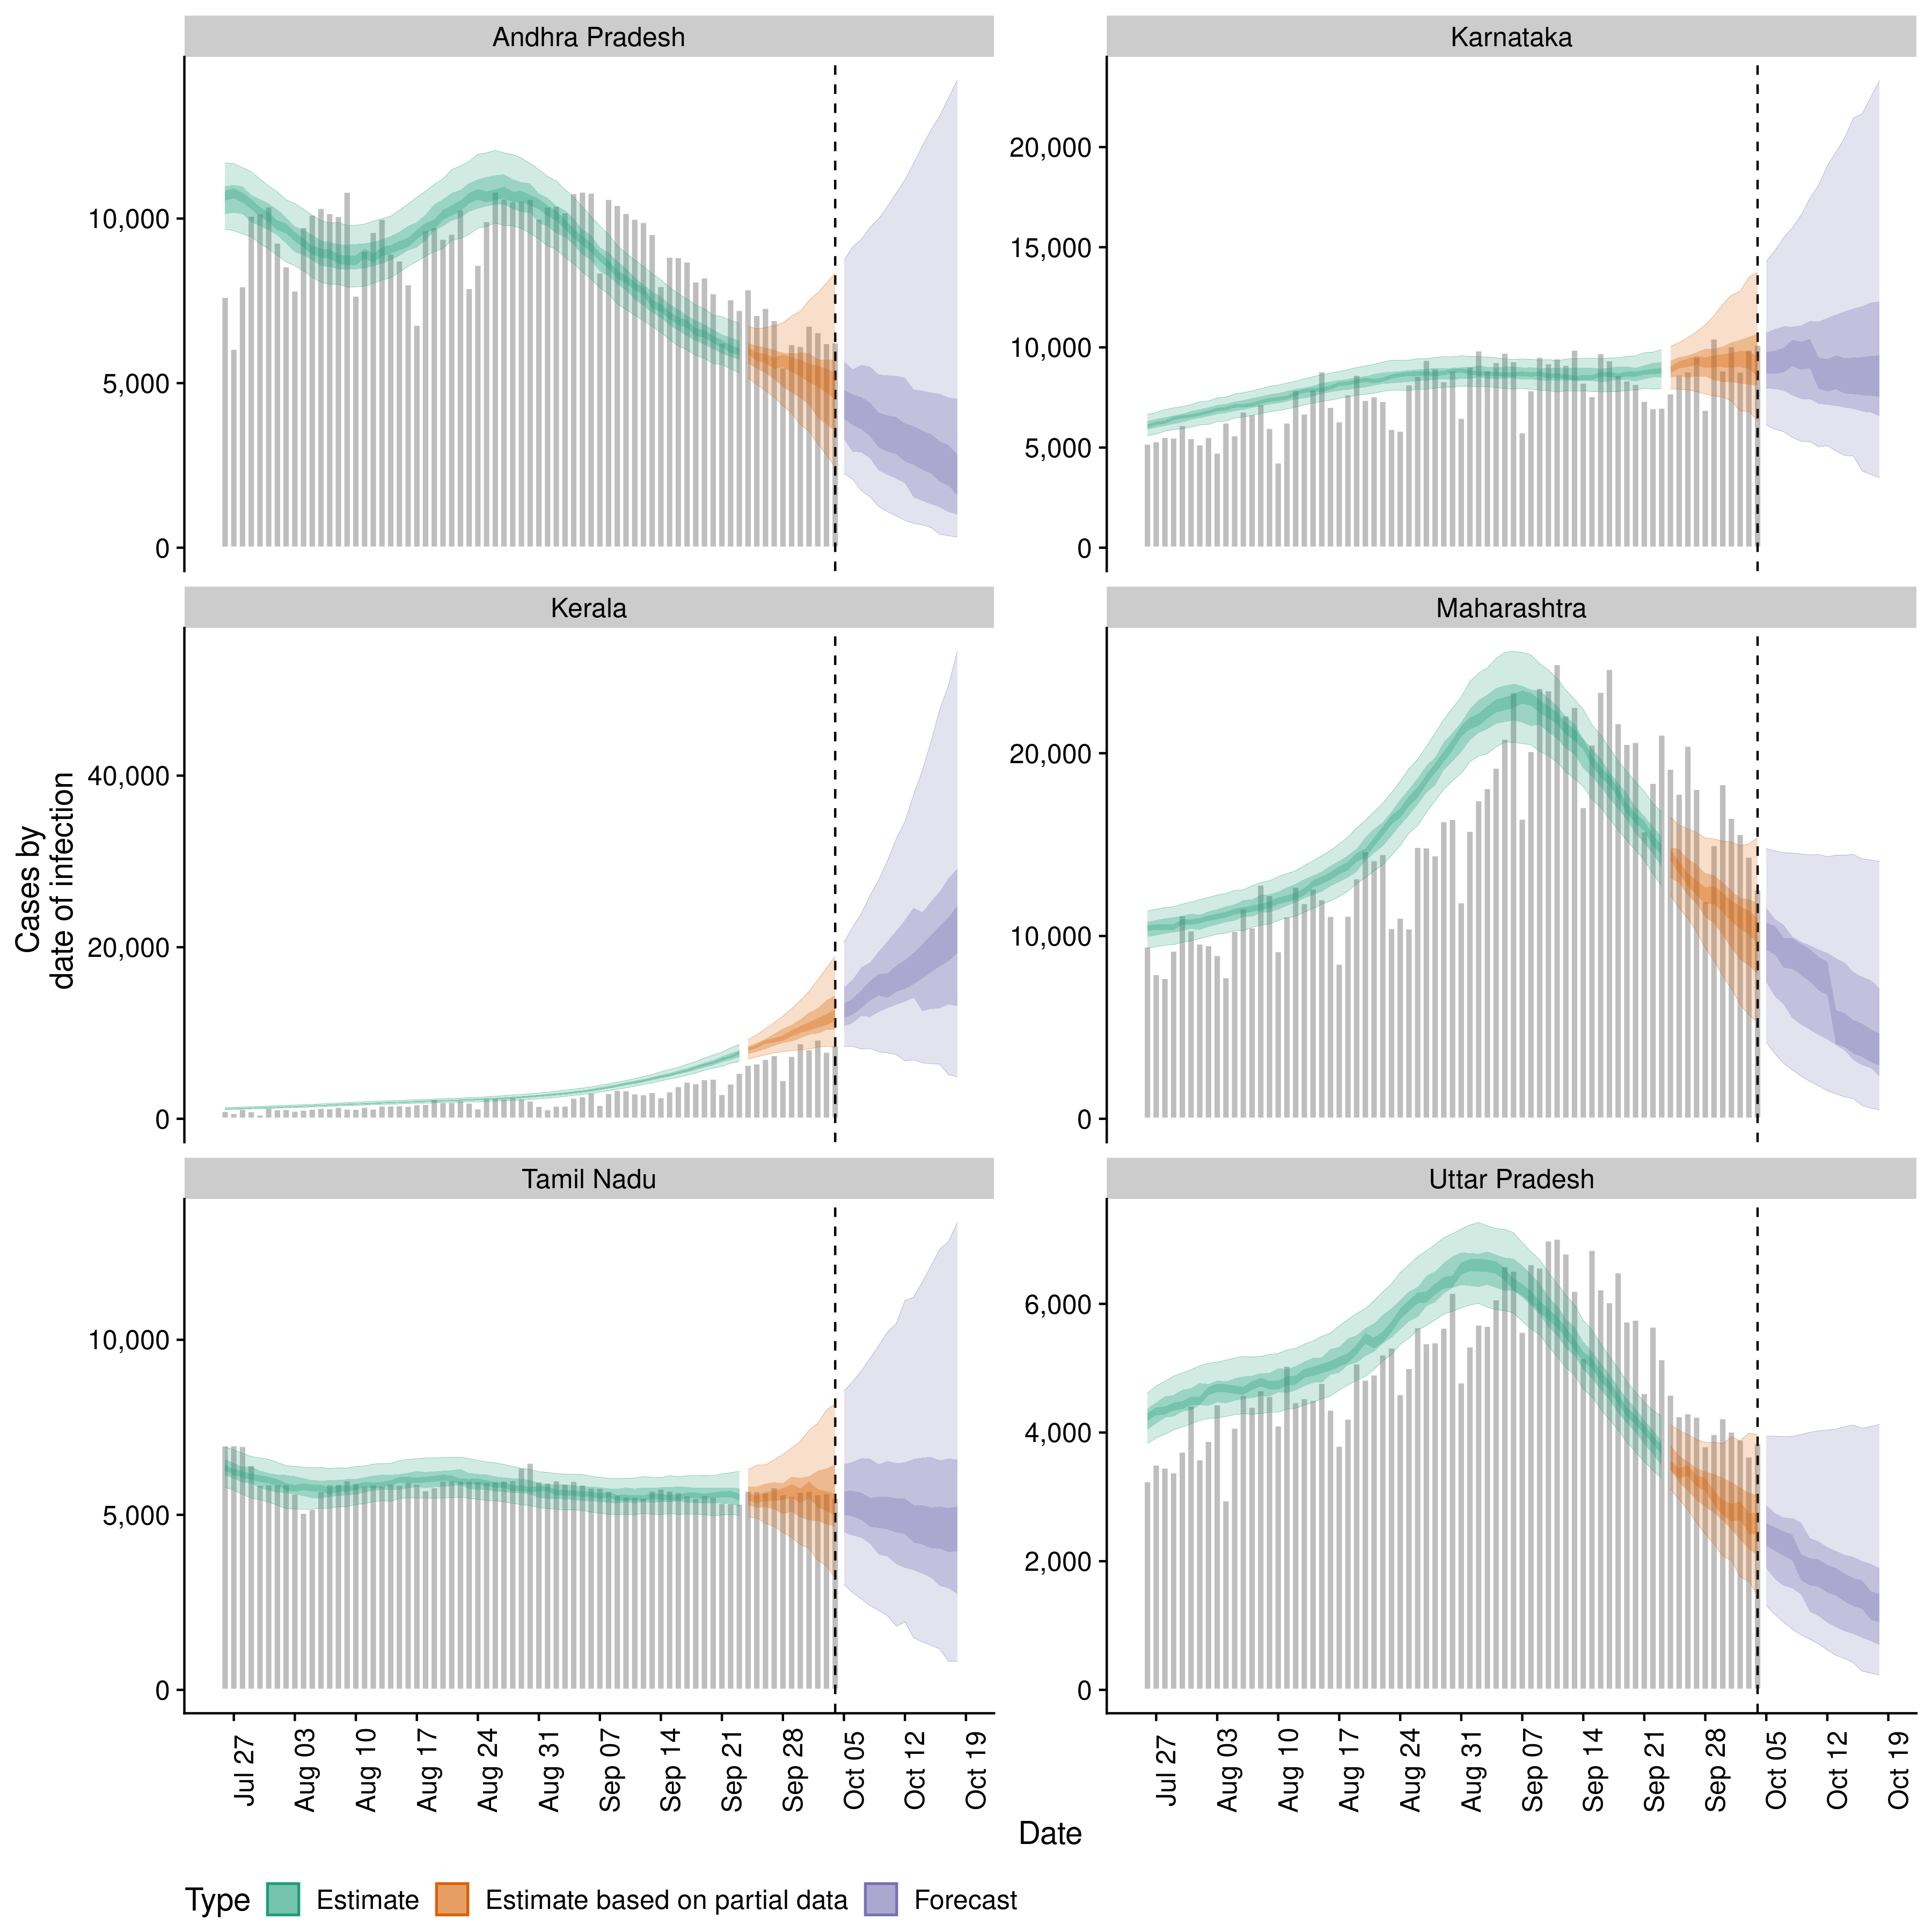 Andhra Pradesh
Karnataka
10,000
5,000
0
20,000
15,000
10,000
5,000
0
Kerala
Maharashtra
40,000
20,000
0
20,000
10,000
0
Tamil Nadu
Uttar Pradesh
10,000
5,000
0
6,000
4,000
2,000
0
Cases by
date of infection
Jul 27
Aug 03
Aug 10
Aug 17
Aug 24
Aug 31
Sep 07
Sep 14
Sep 21
Sep 28
Oct 05
Oct 12
Oct 19
Jul 27
Aug 03
Aug 10
Aug 17
Aug 24
Aug 31
Sep 07
Sep 14
Sep 21
Sep 28
Oct 05
Oct 12
Oct 19
Date
Type Estimate Estimate based on partial data Forecast